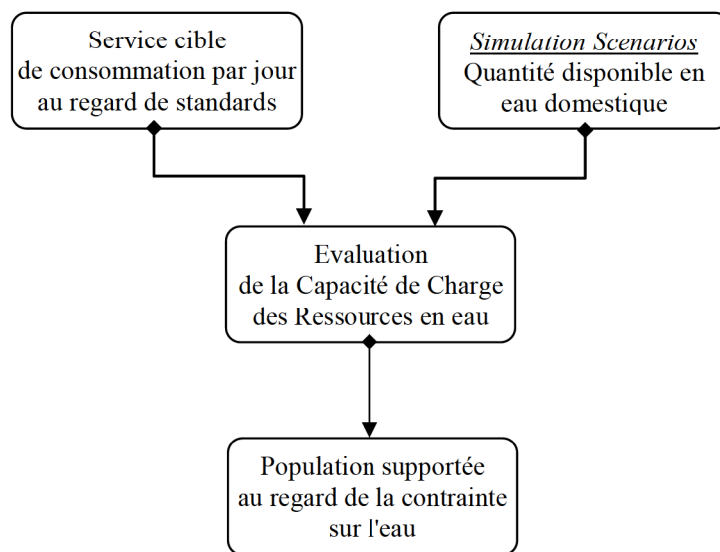 Service cible
de consommation par jour
au regard de standards
Simulation Scenarios
Quantité disponible en
eau domestique
Evaluation
de la Capacité de Charge
des Ressources en eau
Population supportée
au regard de la contrainte
sur l'eau